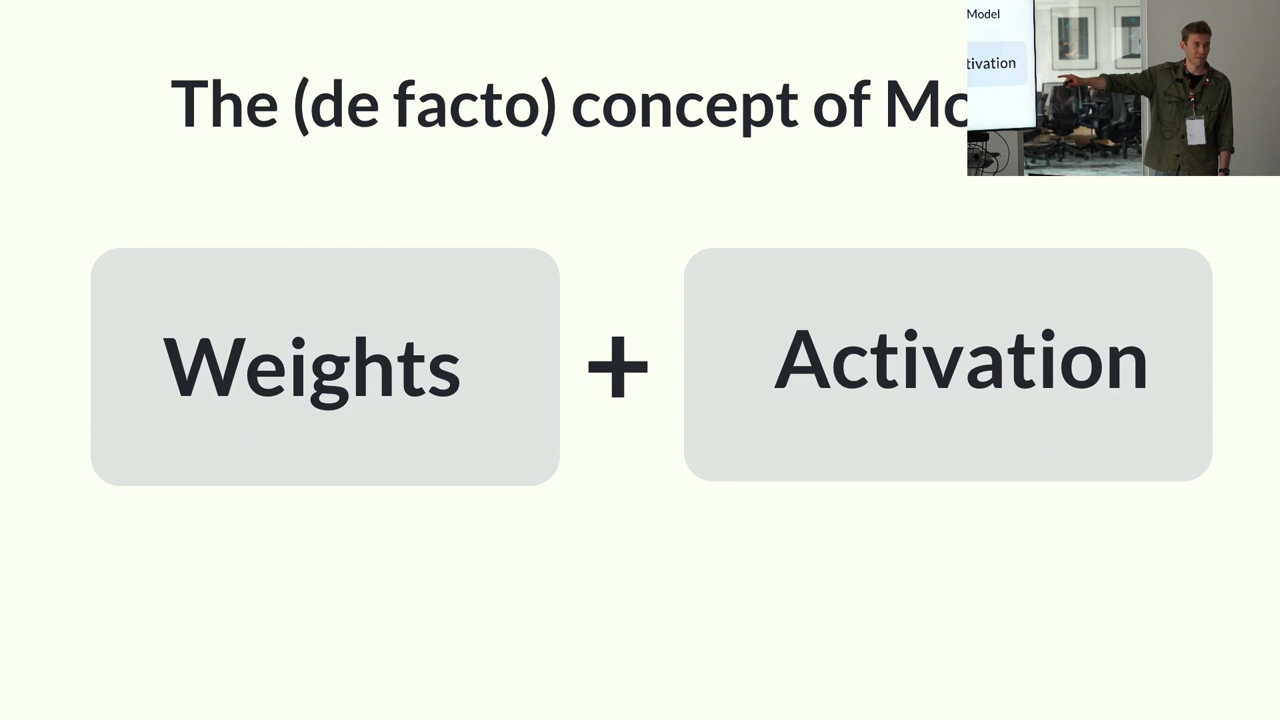 The (de facto) concept of Mo
Model
tivation
Weights + Activation